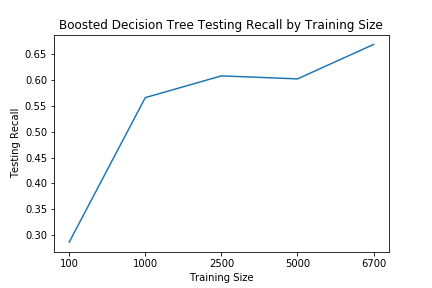 Boosted Decision Tree Testing Recall by Training Size
0.65
0.60
0.55
0.50
0.45
0.40
0.35
0.30
Testing Recall
100 1000 2500 5000 6700
Training Size